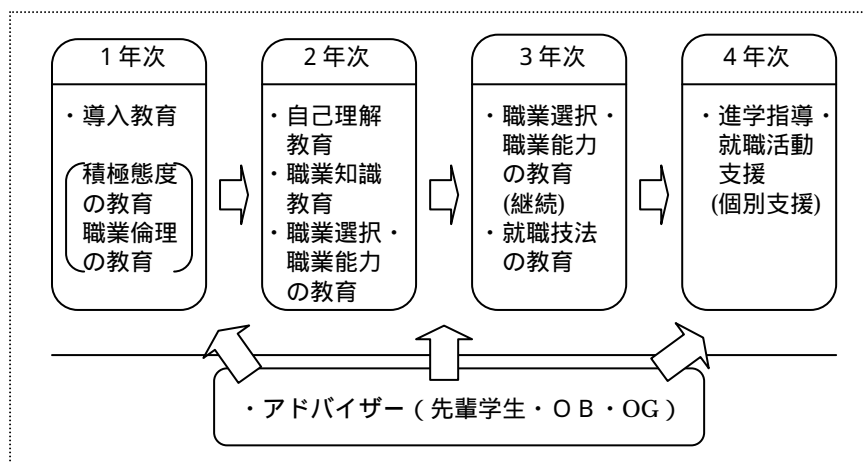 1年次
・導入教育
積極態度
の教育
職業倫理
の教育
2年次
・自己理解
教育
・職業知識
教育
・職業選択・
職業能力
の教育
3年次
・職業選択・
職業能力
の教育
(継続)
・就職技法
の教育
4年次
・進学指導・
就職活動
支援
(個別支援)
・アドバイザー(先輩学生・OB・OG)